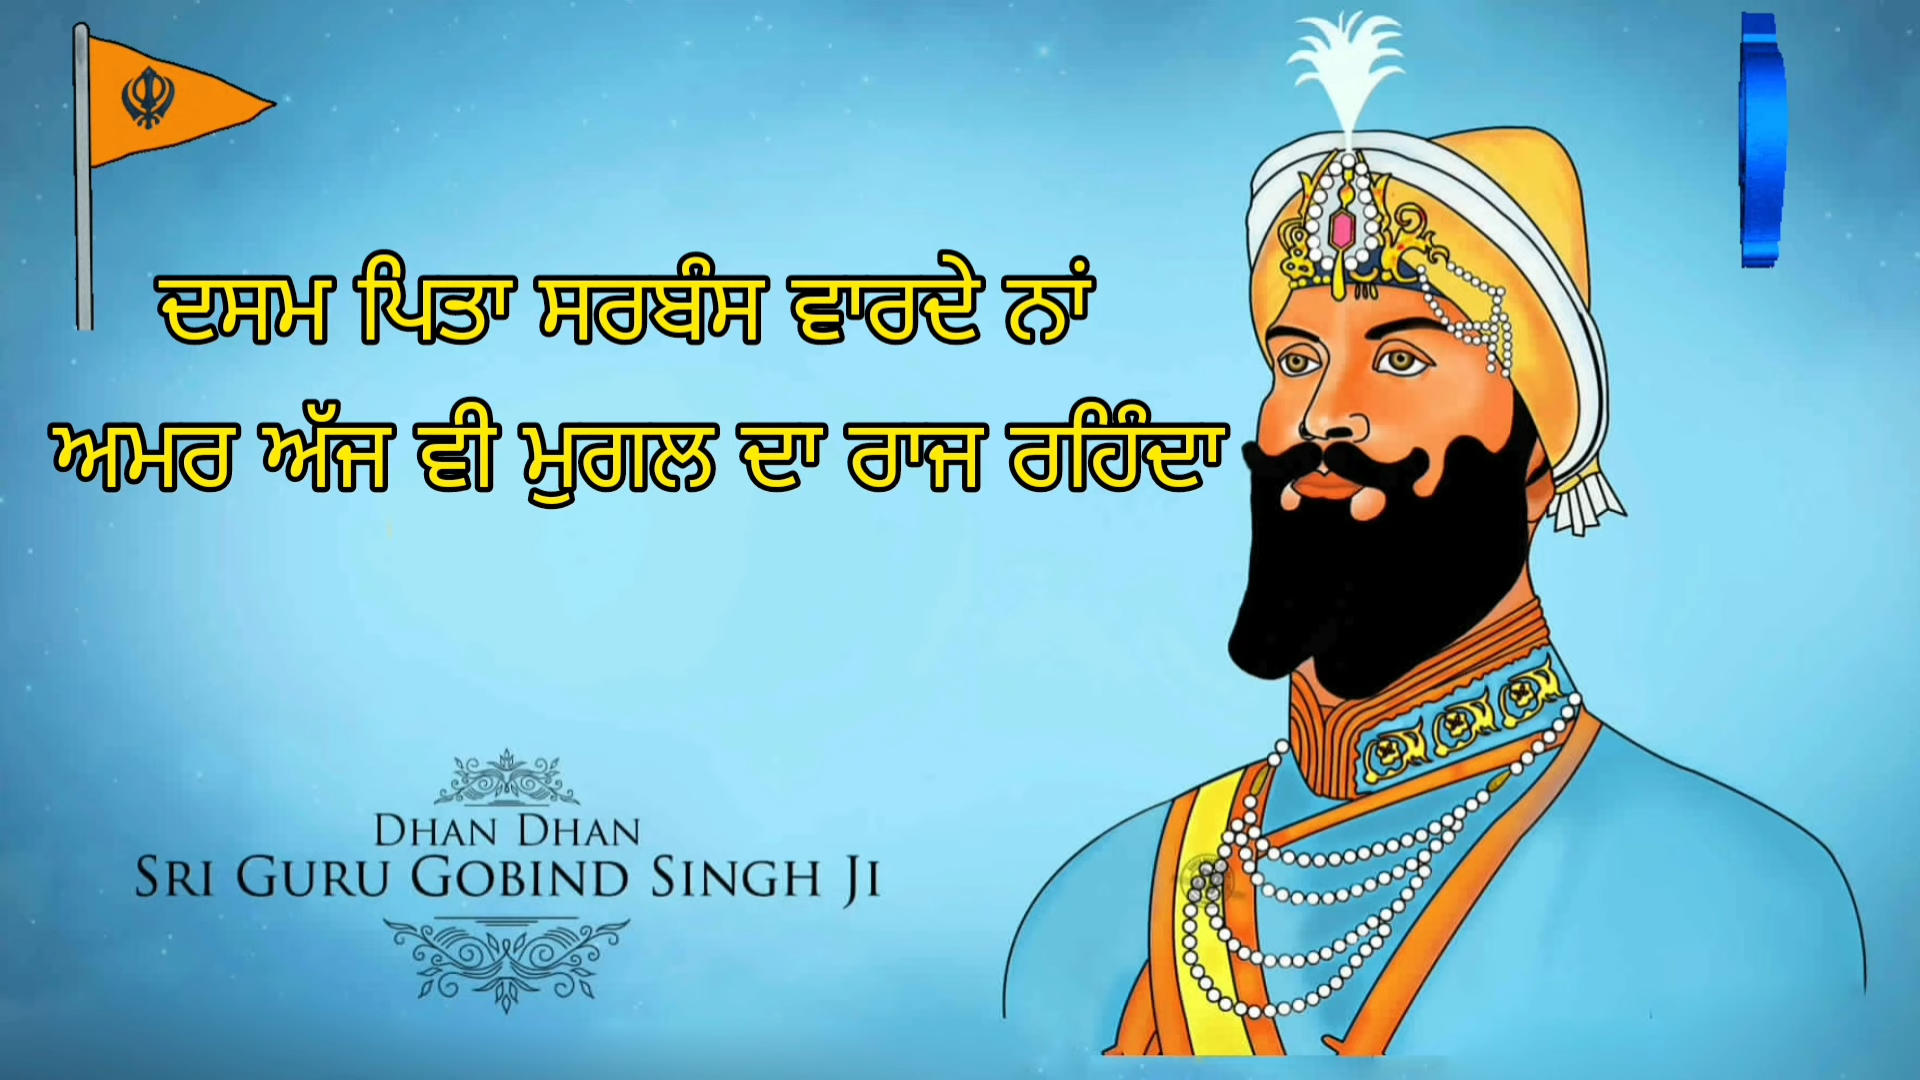 ਦਸਮ ਪਿਤਾ ਸਰਬੰਸ ਵਾਰਦੇ ਨਾਂ
ਅਮਰ ਅੱਜ ਵੀ ਮੁਗਲ ਦਾ ਰਾਜ ਰਹਿੰਦਾ
DHAN DHAN
SRI GURU GOBIND SINGH JI